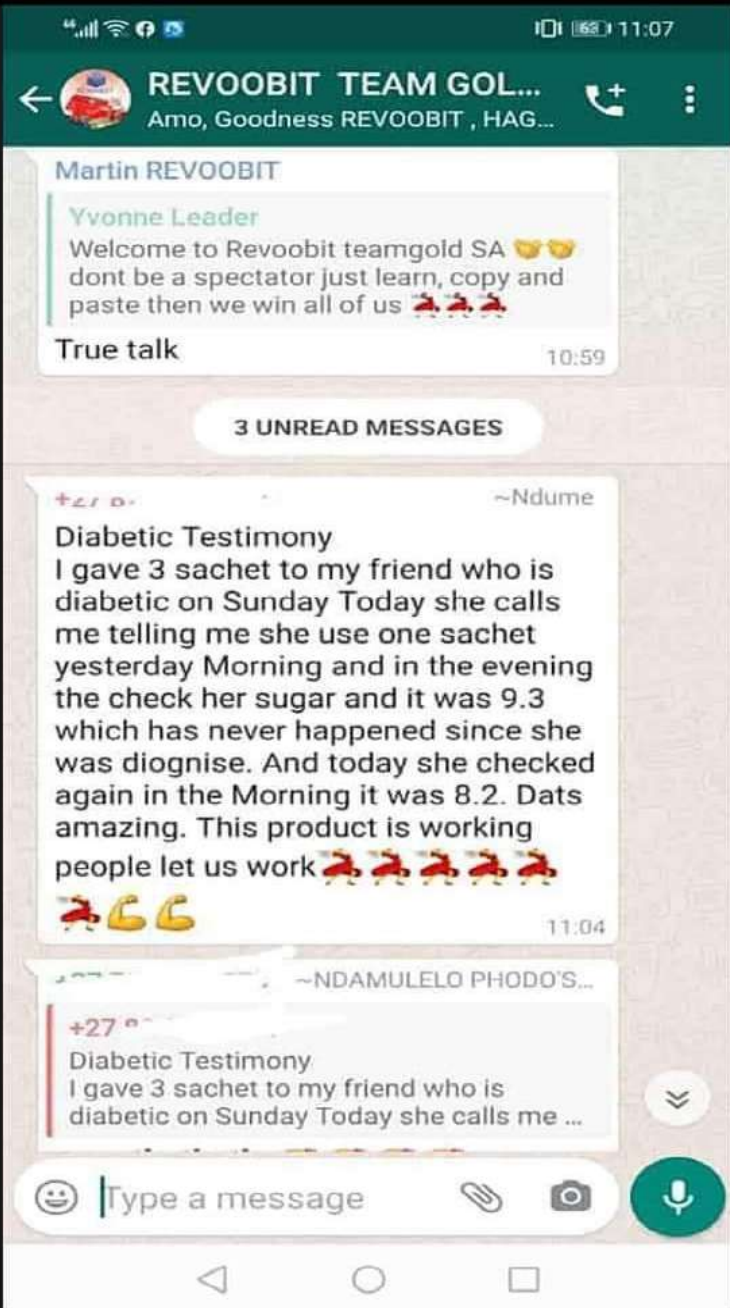 11:07
REVOOBIT TEAM GOL...
Amo, Goodness REVOOBIT , HAG...
Martin REVOOBIT
Yvonne Leader
Welcome to Revoobit teamgold SA 🤝🤝
dont be a spectator just learn, copy and
paste then we win all of us 💃💃💃
True talk
10:59
3 UNREAD MESSAGES
~Ndume
Diabetic Testimony
I gave 3 sachet to my friend who is
diabetic on Sunday Today she calls
me telling me she use one sachet
yesterday Morning and in the evening
the check her sugar and it was 9.3
which has never happened since she
was diognise. And today she checked
again in the Morning it was 8.2. Dats
amazing. This product is working
people let us work💃💃💃💃💃
💃💪💪
11:04
~NDAMULELO PHODO'S...
+27
Diabetic Testimony
I gave 3 sachet to my friend who is
diabetic on Sunday Today she calls me ...
Type a message